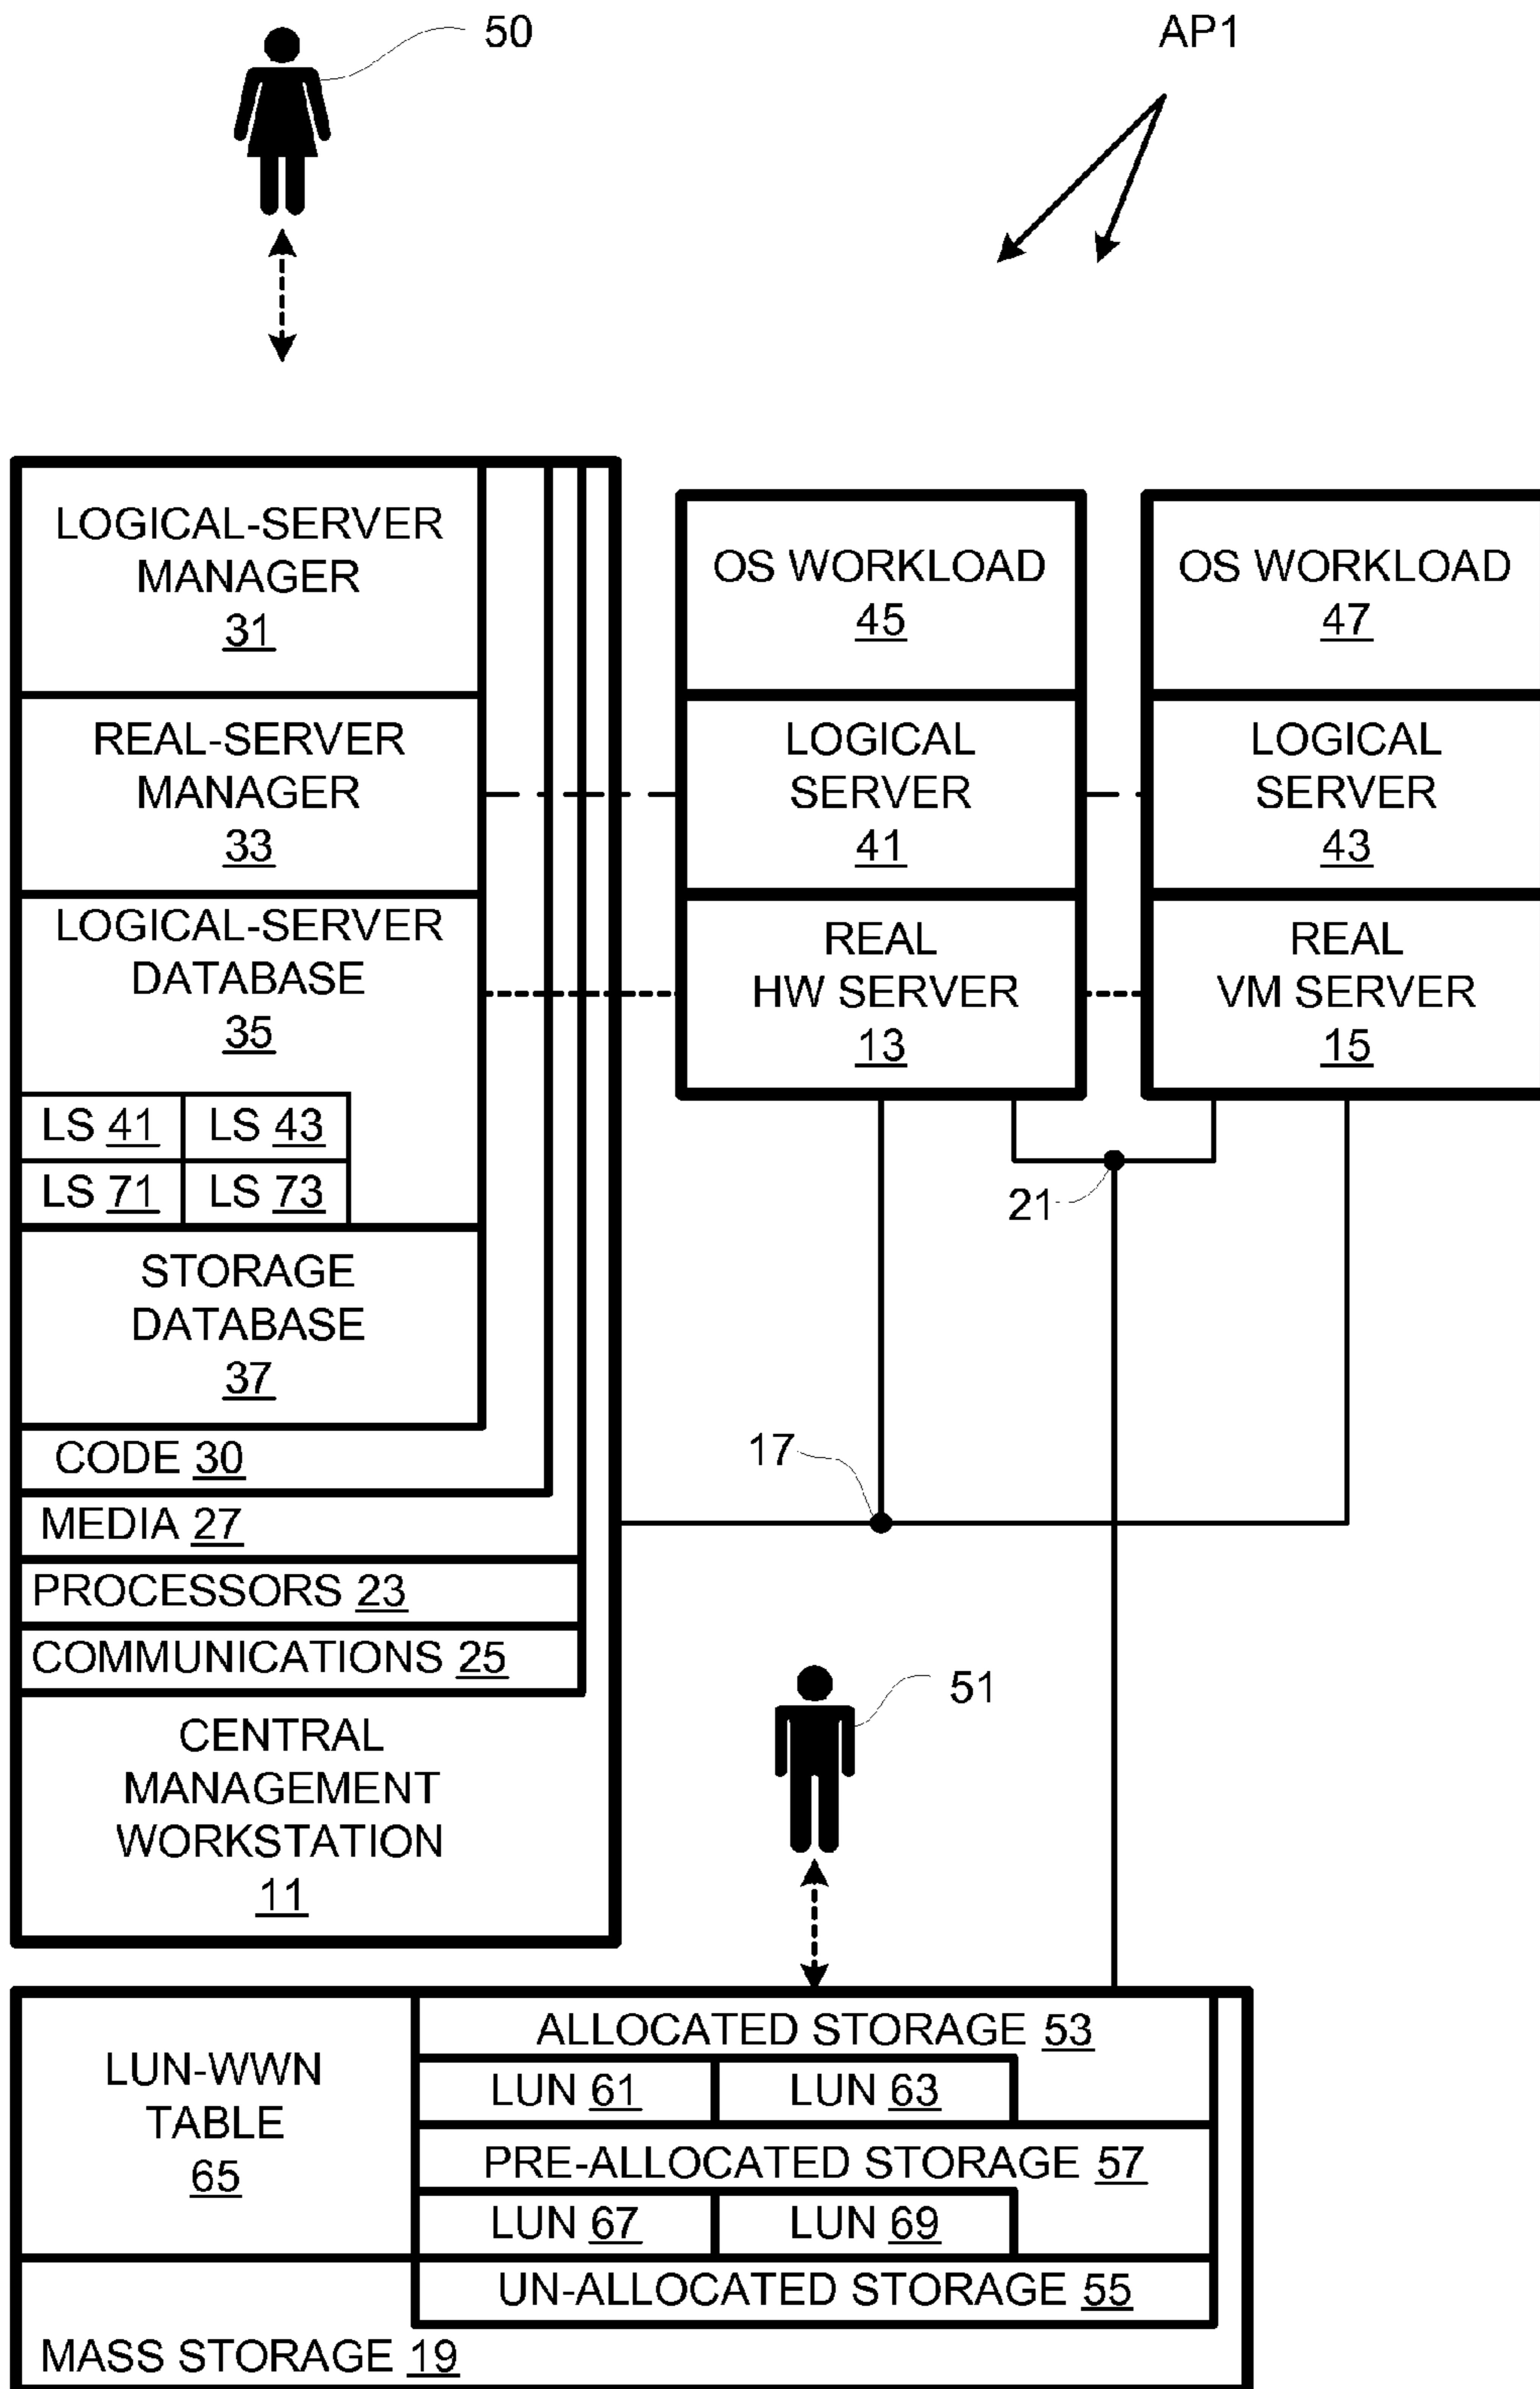 50
AP1
LOGICAL-SERVER
MANAGER
31
REAL-SERVER
MANAGER
33
LOGICAL-SERVER
DATABASE
35
LS 41
LS 43
LS 71
LS 73
STORAGE
DATABASE
37
CODE 30
MEDIA 27
PROCESSORS 23
COMMUNICATIONS 25
CENTRAL
MANAGEMENT
WORKSTATION
11
OS WORKLOAD
45
LOGICAL
SERVER
41
REAL
HW SERVER
13
OS WORKLOAD
47
LOGICAL
SERVER
43
REAL
VM SERVER
15
21
17
51
LUN-WWN
TABLE
65
ALLOCATED STORAGE 53
LUN 61
LUN 63
PRE-ALLOCATED STORAGE 57
LUN 67
LUN 69
UN-ALLOCATED STORAGE 55
MASS STORAGE 19